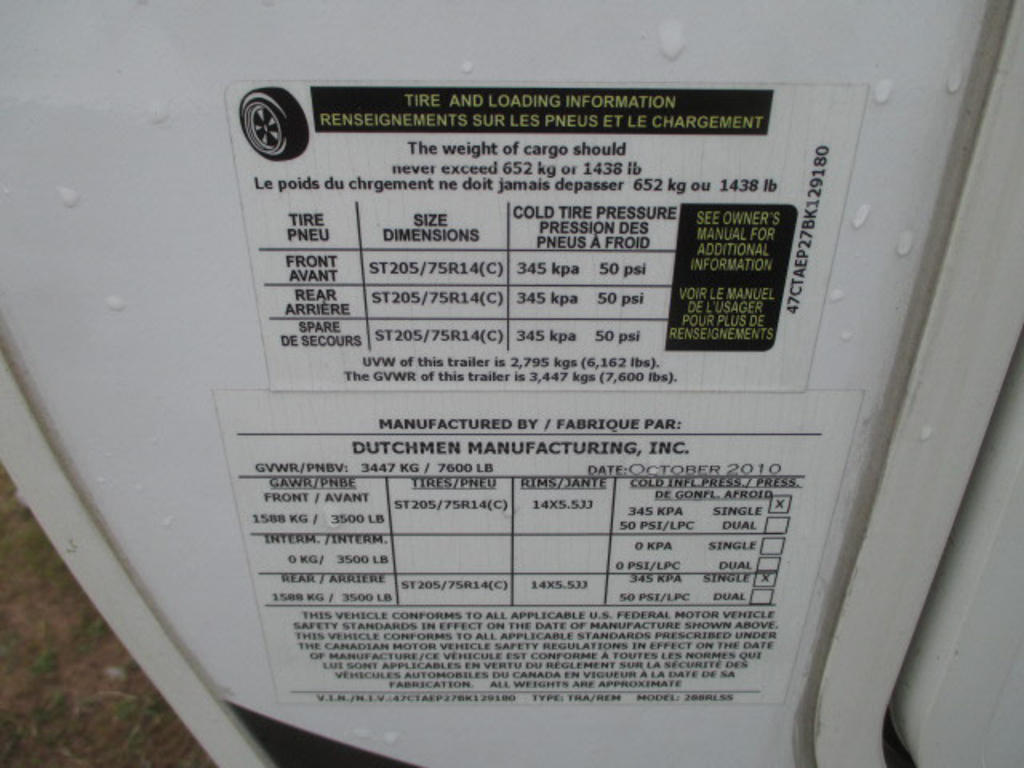 TIRE AND LOADING INFORMATION
RENSEIGNEMENTS SUR LES PNEUS ET LE CHARGEMENT
The weight of cargo should
never exceed 652 kg or 1438 lb
Le poids du chrgement ne doit jamais depasser 652 kg ou 1438 lb
TIRE
PNEU
SIZE
DIMENSIONS
COLD TIRE PRESSURE
PRESSION DES
PNEUS À FROID
FRONT
AVANT
ST205/75R14(C)
345 kpa 50 psi
REAR
ARRIÈRE
ST205/75R14(C)
345 kpa 50 psi
SPARE
DE SECOURS
ST205/75R14(C)
345 kpa 50 psi
SEE OWNER'S
MANUAL FOR
ADDITIONAL
INFORMATION
VOIR LE MANUEL
DE L'USAGER
POUR PLUS DE
RENSEIGNEMENTS
47CTAEP27BK129180
UVW of this trailer is 2,795 kgs (6,162 lbs).
The GVWR of this trailer is 3,447 kgs (7,600 lbs).
MANUFACTURED BY / FABRIQUE PAR:
DUTCHMEN MANUFACTURING, INC.
GVWR/PNBV: 3447 KG / 7600 LB DATE: OCTOBER 2010
GAWR/PNBE TIRES/PNEU RIMS/JANTE COLD INFL.PRESS./ PRESS.
DE GONFL. AFROID
FRONT / AVANT
1588 KG / 3500 LB
ST205/75R14(C)
14X5.5JJ
345 KPA SINGLE X
50 PSI/LPC DUAL
INTERM. /INTERM.
0 KG/ 3500 LB
0 KPA SINGLE
0 PSI/LPC DUAL
REAR / ARRIERE
1588 KG / 3500 LB
ST205/75R14(C)
14X5.5JJ
345 KPA SINGLE X
50 PSI/LPC DUAL
THIS VEHICLE CONFORMS TO ALL APPLICABLE U.S. FEDERAL MOTOR VEHICLE
SAFETY STANDARDS IN EFFECT ON THE DATE OF MANUFACTURE SHOWN ABOVE.
THIS VEHICLE CONFORMS TO ALL APPLICABLE STANDARDS PRESCRIBED UNDER
THE CANADIAN MOTOR VEHICLE SAFETY REGULATIONS IN EFFECT ON THE DATE
OF MANUFACTURE/CE VÉHICULE EST CONFORME À TOUTES LES NORMES QUI
LUI SONT APPLICABLES EN VERTU DU RÈGLEMENT SUR LA SÉCURITÉ DES
VÉHICULES AUTOMOBILES DU CANADA EN VIGUEUR À LA DATE DE SA
FABRICATION. ALL WEIGHTS ARE APPROXIMATE
V.I.N./N.I.V.:47CTAEP27BK129180 TYPE: TRA/REM MODEL: 288RLSS